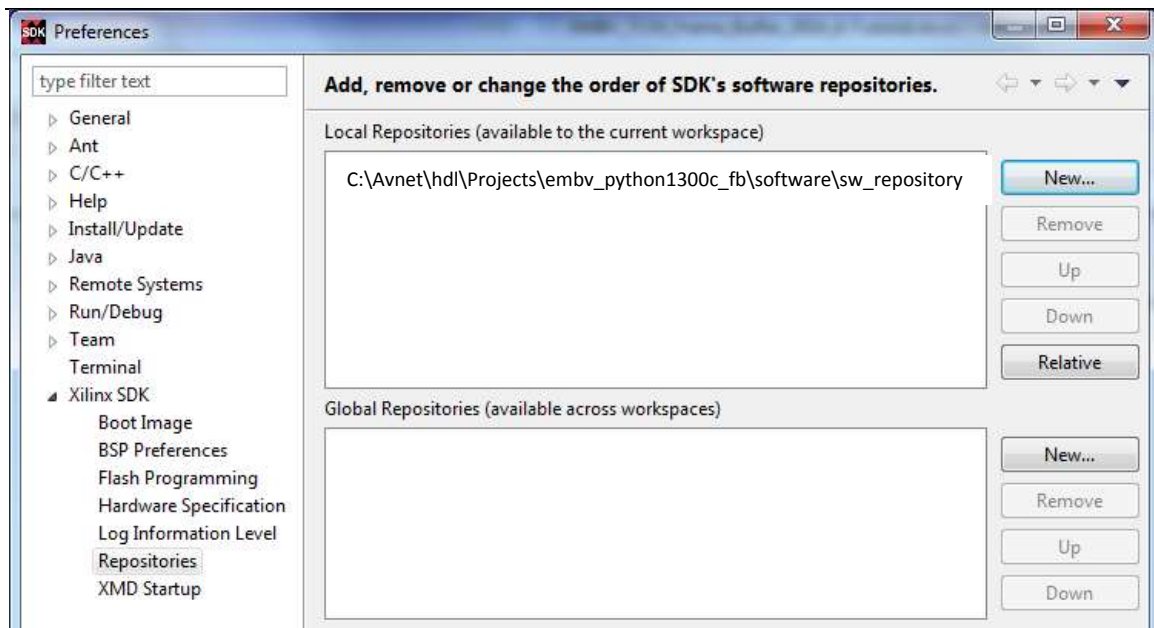 SDK Preferences
type filter text
General
Ant
C/C++
Help
Install/Update
Java
Remote Systems
Run/Debug
Team
Terminal
Xilinx SDK
Boot Image
BSP Preferences
Flash Programming
Hardware Specification
Log Information Level
Repositories
XMD Startup
Add, remove or change the order of SDK's software repositories.
Local Repositories (available to the current workspace)
C:\Avnet\hdl\Projects\embv_python1300c_fb\software\sw_repository
New...
Remove
Up
Down
Relative
Global Repositories (available across workspaces)
New...
Remove
Up
Down